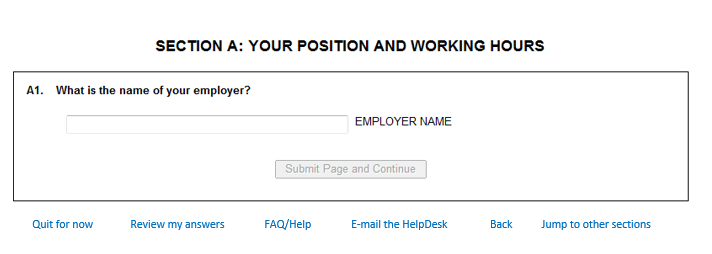 SECTION A: YOUR POSITION AND WORKING HOURS
A1. What is the name of your employer?
EMPLOYER NAME
Submit Page and Continue
Quit for now Review my answers FAQ/Help E-mail the HelpDesk Back Jump to other sections